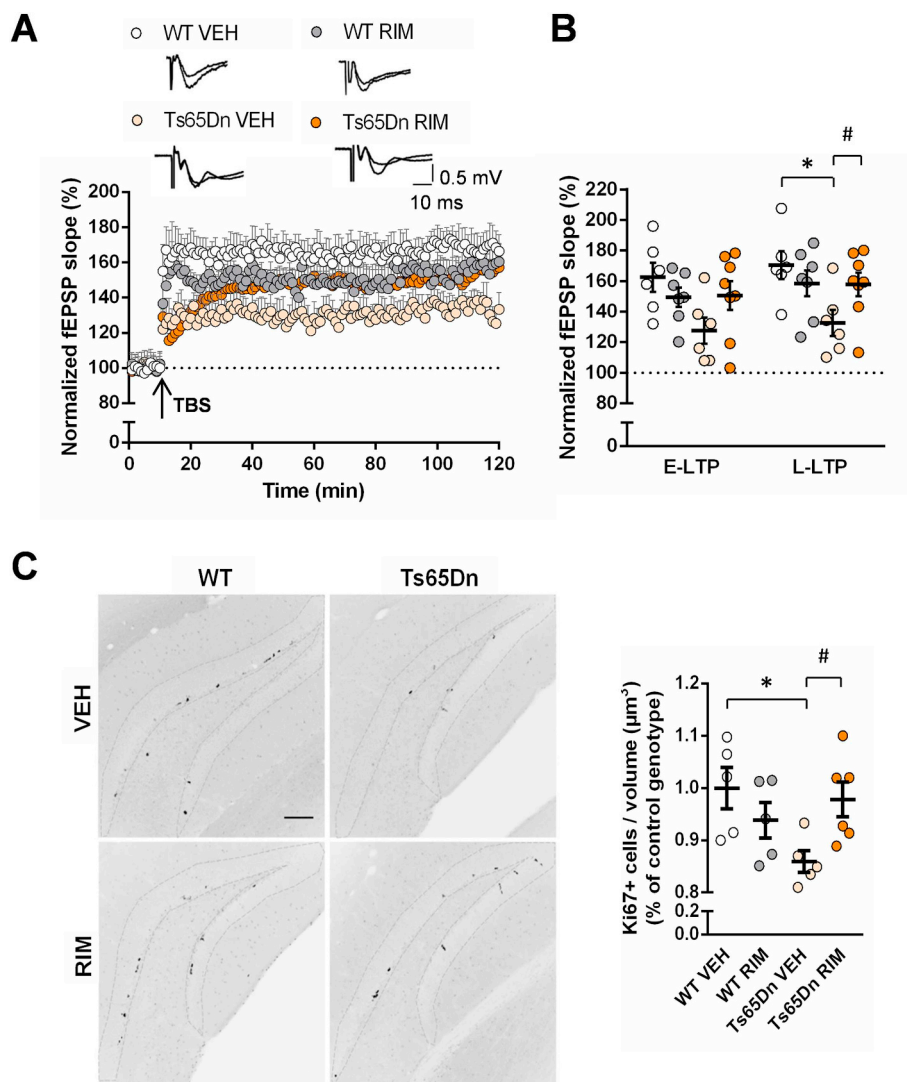 A
WT VEH
WT RIM
Ts65Dn VEH
Ts65Dn RIM
0.5 mV
10 ms
Normalized fEPSP slope (%)
200
180
160
140
120
100
80
0
TBS
0 20 40 60 80 100 120
Time (min)
B
#
*
Normalized fEPSP slope (%)
220
200
180
160
140
120
100
80
0
E-LTP L-LTP
C
WT Ts65Dn
VEH
RIM
#
*
Ki67+ cells / volume (µm³)
(% of control genotype)
1.2
1.1
1.0
0.9
0.8
0.2
0.0
WT VEH
WT RIM
Ts65Dn VEH
Ts65Dn RIM